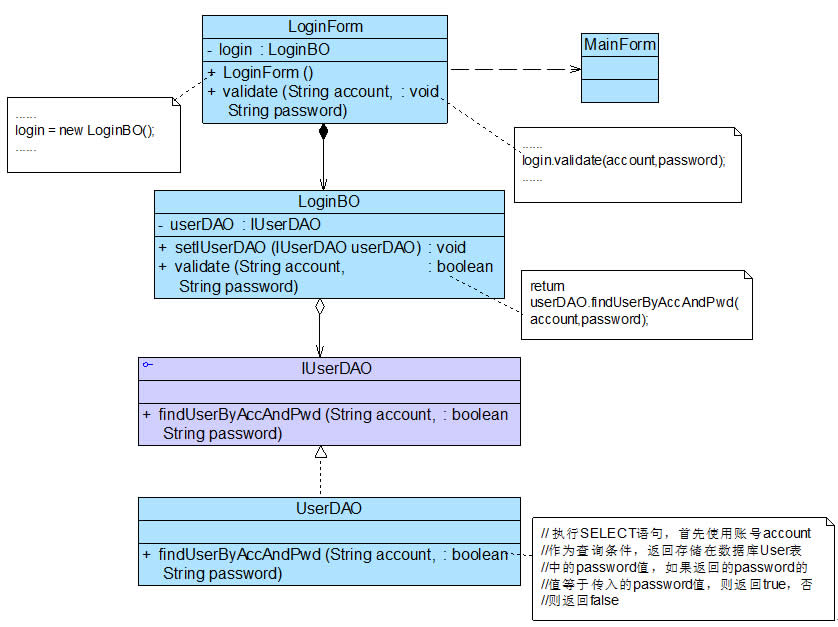 LoginForm
- login : LoginBO
+ LoginForm ()
+ validate (String account, : void
String password)
MainForm
......
login = new LoginBO();
......
......
login.validate(account,password);
......
LoginBO
- userDAO : IUserDAO
+ setIUserDAO (IUserDAO userDAO) : void
+ validate (String account, : boolean
String password)
return
userDAO.findUserByAccAndPwd(
account,password);
IUserDAO
+ findUserByAccAndPwd (String account, : boolean
String password)
UserDAO
+ findUserByAccAndPwd (String account, : boolean
String password)
// 执行SELECT语句，首先使用账号account
//作为查询条件，返回存储在数据库User表
//中的password值，如果返回的password的
//值等于传入的password值，则返回true，否
//则返回false